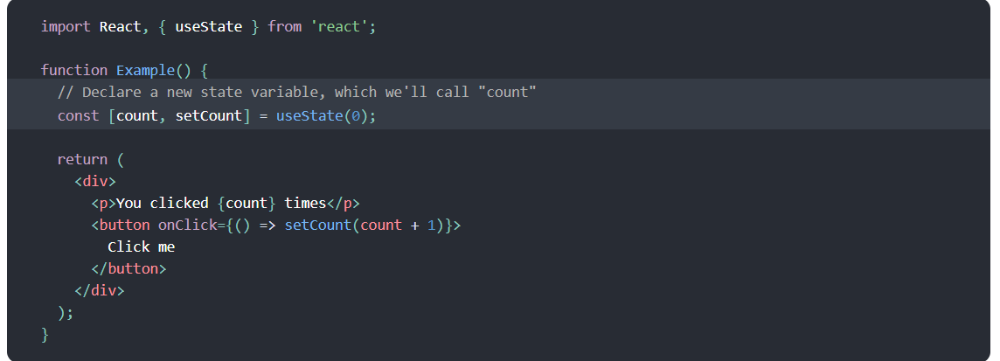 import React, { useState } from 'react';
function Example() {
  // Declare a new state variable, which we'll call "count"
  const [count, setCount] = useState(0);
  return (
    <div>
      <p>You clicked {count} times</p>
      <button onClick={() => setCount(count + 1)}>
        Click me
      </button>
    </div>
  );
}